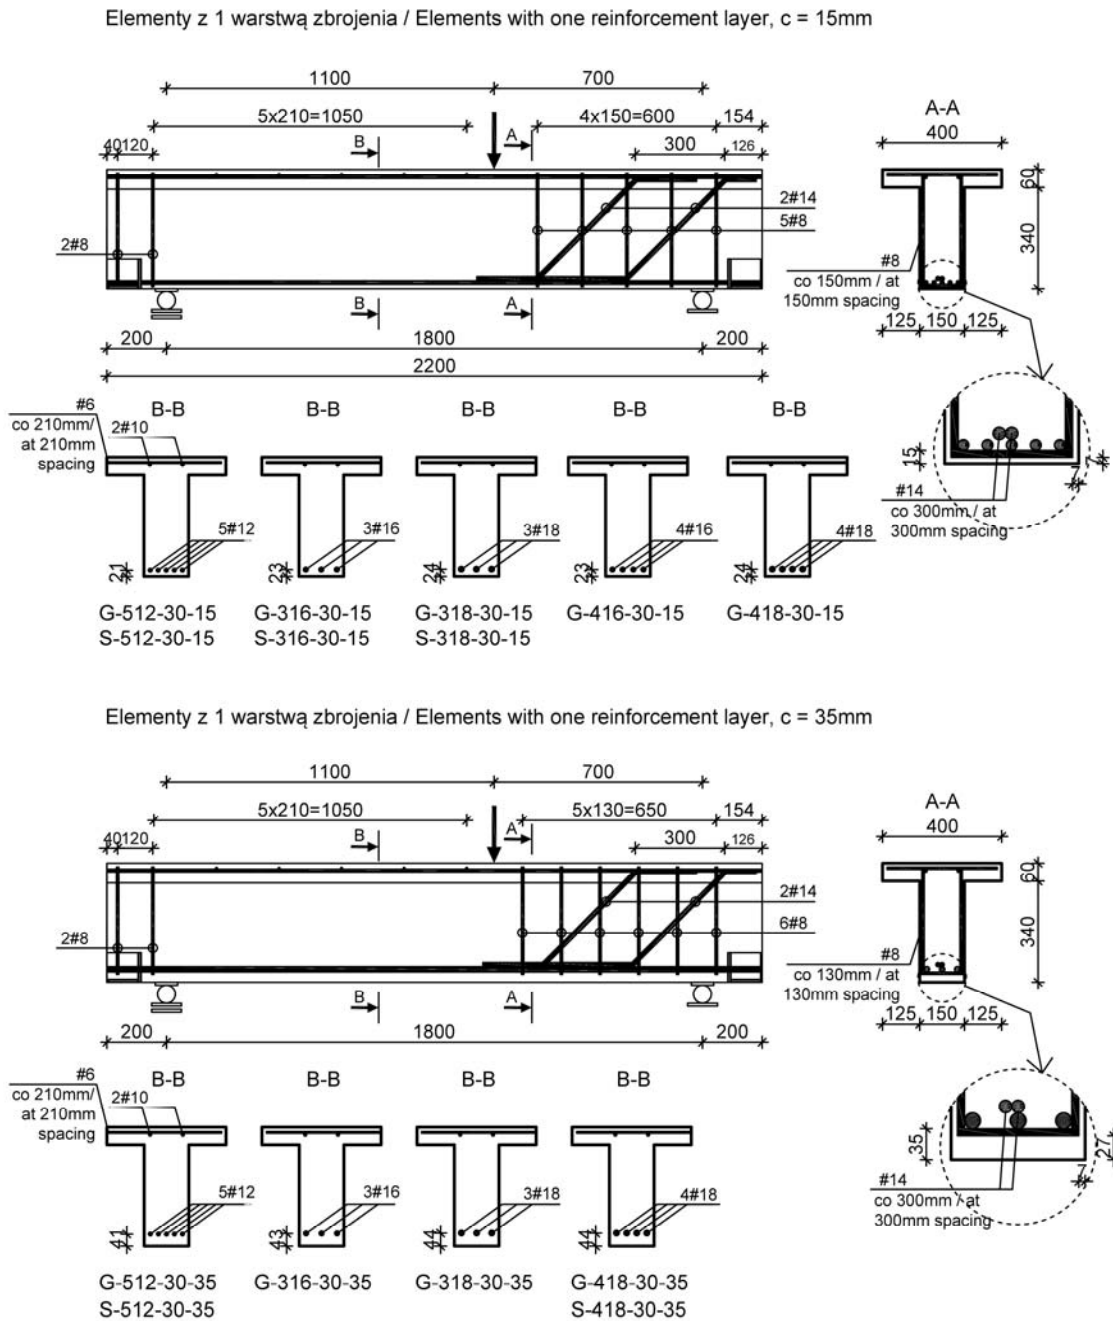 Elementy z 1 warstwą zbrojenia / Elements with one reinforcement layer, c = 15mm
1100 700
5x210=1050 4x150=600 154
40 120 B A 300 126
2#14
5#8
2#8
B A
200 1800 200
2200
A-A
400
60
340
#8
co 150mm / at
150mm spacing
125 150 125
15
7
7
#14
co 300mm / at
300mm spacing
#6
co 210mm/
at 210mm
spacing
2#10
B-B B-B B-B B-B B-B
5#12 3#16 3#18 4#16 4#18
21 23 24 23 24
G-512-30-15 G-316-30-15 G-318-30-15 G-416-30-15 G-418-30-15
S-512-30-15 S-316-30-15 S-318-30-15
Elementy z 1 warstwą zbrojenia / Elements with one reinforcement layer, c = 35mm
1100 700
5x210=1050 5x130=650 154
40 120 B A 300 126
2#14
6#8
2#8
B A
200 1800 200
A-A
400
60
340
#8
co 130mm / at
130mm spacing
125 150 125
35
27
7
#14
co 300mm / at
300mm spacing
#6
co 210mm/
at 210mm
spacing
2#10
B-B B-B B-B B-B
5#12 3#16 3#18 4#18
41 43 44 44
G-512-30-35 G-316-30-35 G-318-30-35 G-418-30-35
S-512-30-35 S-418-30-35